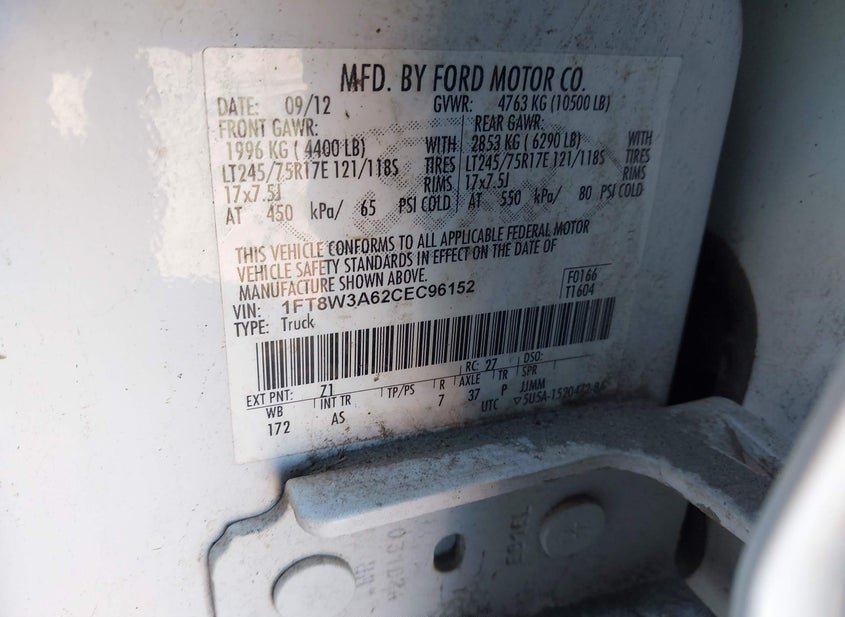 MFD. BY FORD MOTOR CO.
DATE: 09/12 GVWR: 4763 KG (10500 LB)
FRONT GAWR: REAR GAWR:
1996 KG ( 4400 LB) WITH 2853 KG ( 6290 LB) WITH
LT245/75R17E 121/118S TIRES LT245/75R17E 121/118S TIRES
17x7.5J RIMS 17x7.5J RIMS
AT 450 kPa/ 65 PSI COLD AT 550 kPa/ 80 PSI COLD
THIS VEHICLE CONFORMS TO ALL APPLICABLE FEDERAL MOTOR
VEHICLE SAFETY STANDARDS IN EFFECT ON THE DATE OF
MANUFACTURE SHOWN ABOVE.
VIN: 1FT8W3A62CEC96152 F0166
TYPE: Truck T1604
EXT PNT: 71 RC: 27 DSO:
WB INT TR TP/PS R AXLE TR SPR
172 AS 7 37 P JJMM
UTC